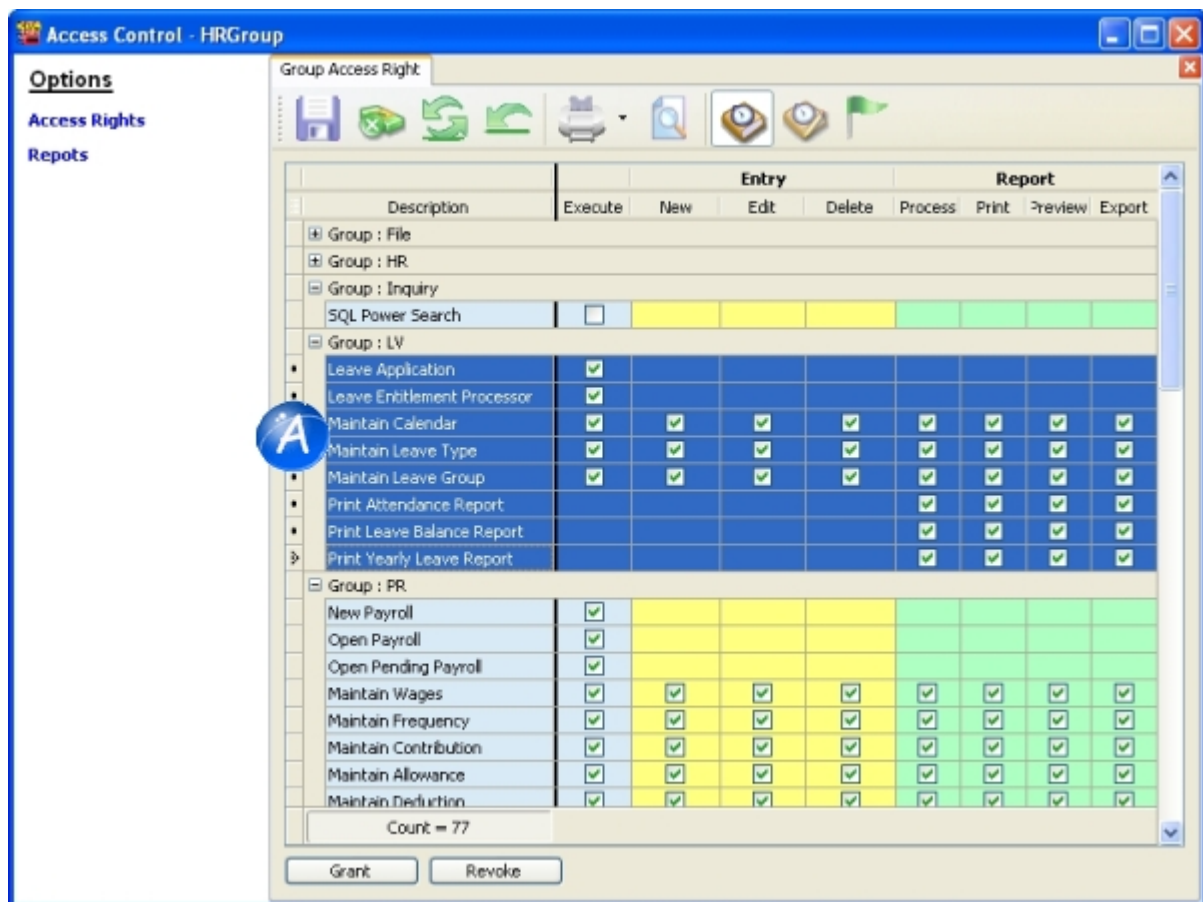 Access Control - HRGroup
Options
Access Rights
Repots
Group Access Right
Entry Report
Description Execute New Edit Delete Process Print Preview Export
Group : File
Group : HR
Group : Inquiry
SQL Power Search
Group : LV
Leave Application
Leave Entitlement Processor
A
Maintain Calendar
Maintain Leave Type
Maintain Leave Group
Print Attendance Report
Print Leave Balance Report
Print Yearly Leave Report
Group : PR
New Payroll
Open Payroll
Open Pending Payroll
Maintain Wages
Maintain Frequency
Maintain Contribution
Maintain Allowance
Maintain Deduction
Count = 77
Grant Revoke